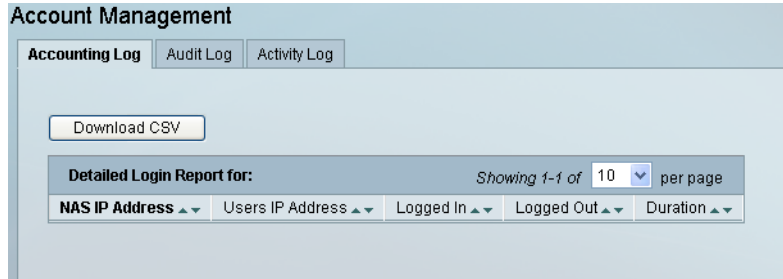 Account Management
Accounting Log Audit Log Activity Log
Download CSV
Detailed Login Report for: Showing 1-1 of 10 per page
NAS IP Address Users IP Address Logged In Logged Out Duration